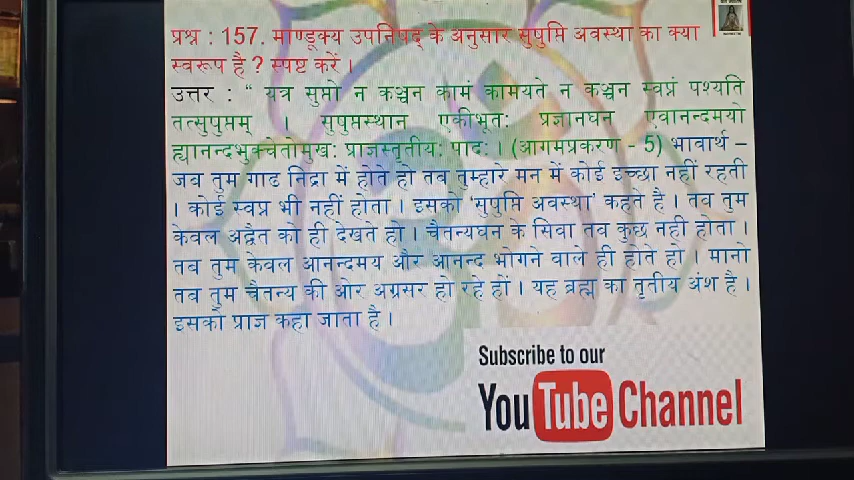 प्रश्न : 157. माण्डूक्य उपनिषद् के अनुसार सुषुप्ति अवस्था का क्या
स्वरूप है ? स्पष्ट करें ।
उत्तर : “ यत्र सुप्तो न कञ्चन कामं कामयते न कञ्चन स्वप्नं पश्यति
तत्सुषुप्तम् । सुषुप्तस्थान एकीभूत: प्रज्ञानघन एवानन्दमयो
ह्यानन्दभुक्चेतोमुख: प्राज्ञस्तृतीय: पाद: । (आगमप्रकरण - 5) भावार्थ –
जब तुम गाढ निद्रा में होते हो तब तुम्हारे मन में कोई इच्छा नहीं रहती
। कोई स्वप्न भी नहीं होता । इसको ‘सुषुप्ति अवस्था’ कहते है । तब तुम
केवल अद्वैत को ही देखते हो । चैतन्यघन के सिवा तब कुछ नही होता ।
तब तुम केवल आनन्दमय और आनन्द भोगने वाले ही होते हो । मानो
तब तुम चैतन्य की ओर अग्रसर हो रहे हों । यह ब्रह्म का तृतीय अंश है ।
इसको प्राज्ञ कहा जाता है ।
Subscribe to our
YouTube Channel